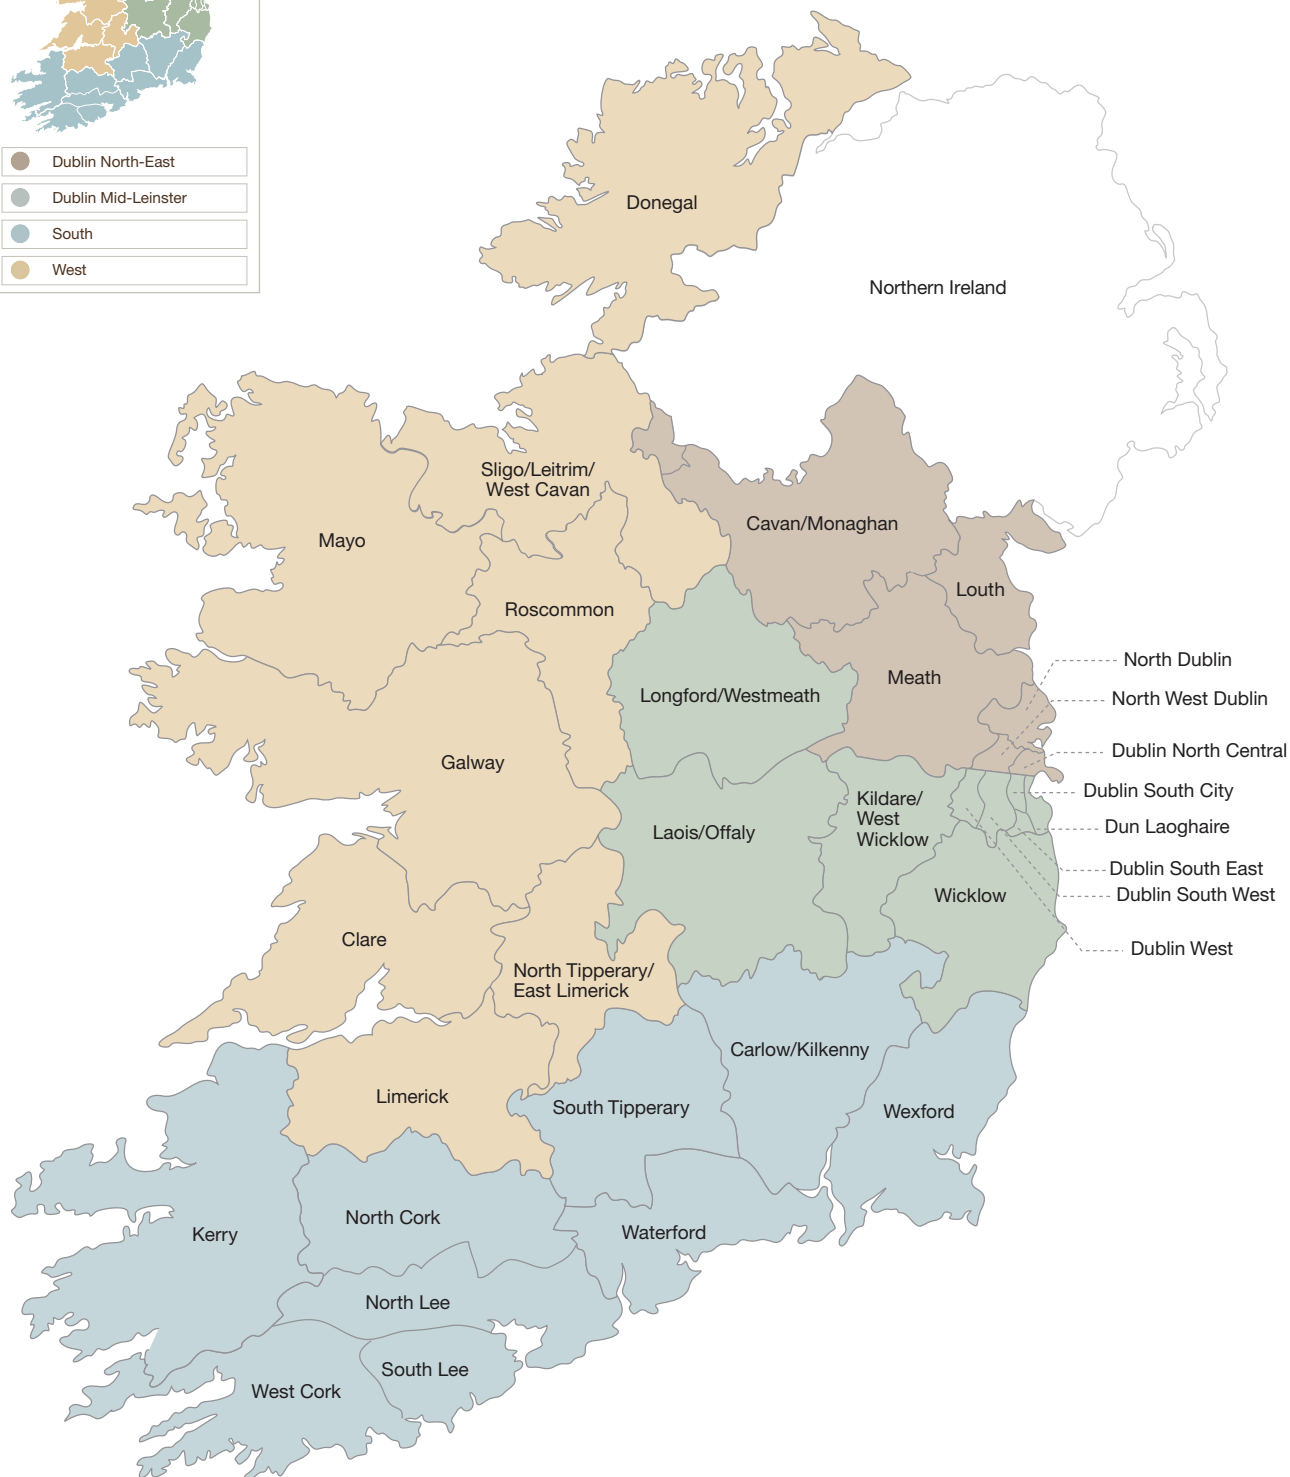 Dublin North-East
Dublin Mid-Leinster
South
West
Donegal
Northern Ireland
Sligo/Leitrim/
West Cavan
Cavan/Monaghan
Mayo
Louth
Roscommon
North Dublin
Meath
Longford/Westmeath
North West Dublin
Dublin North Central
Galway
Dublin South City
Kildare/
West
Wicklow
Laois/Offaly
Dun Laoghaire
Dublin South East
Wicklow
Dublin South West
Clare
Dublin West
North Tipperary/
East Limerick
Carlow/Kilkenny
Limerick
South Tipperary
Wexford
North Cork
Kerry
Waterford
North Lee
South Lee
West Cork